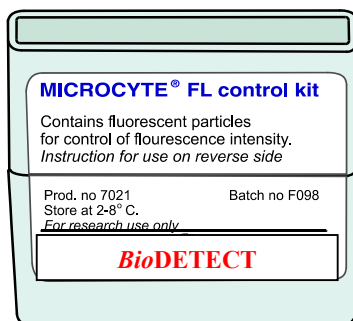 MICROCYTE® FL control kit
Contains fluorescent particles
for control of flourescence intensity.
Instruction for use on reverse side
Prod. no 7021 Batch no F098
Store at 2-8° C.
For research use only
BioDETECT